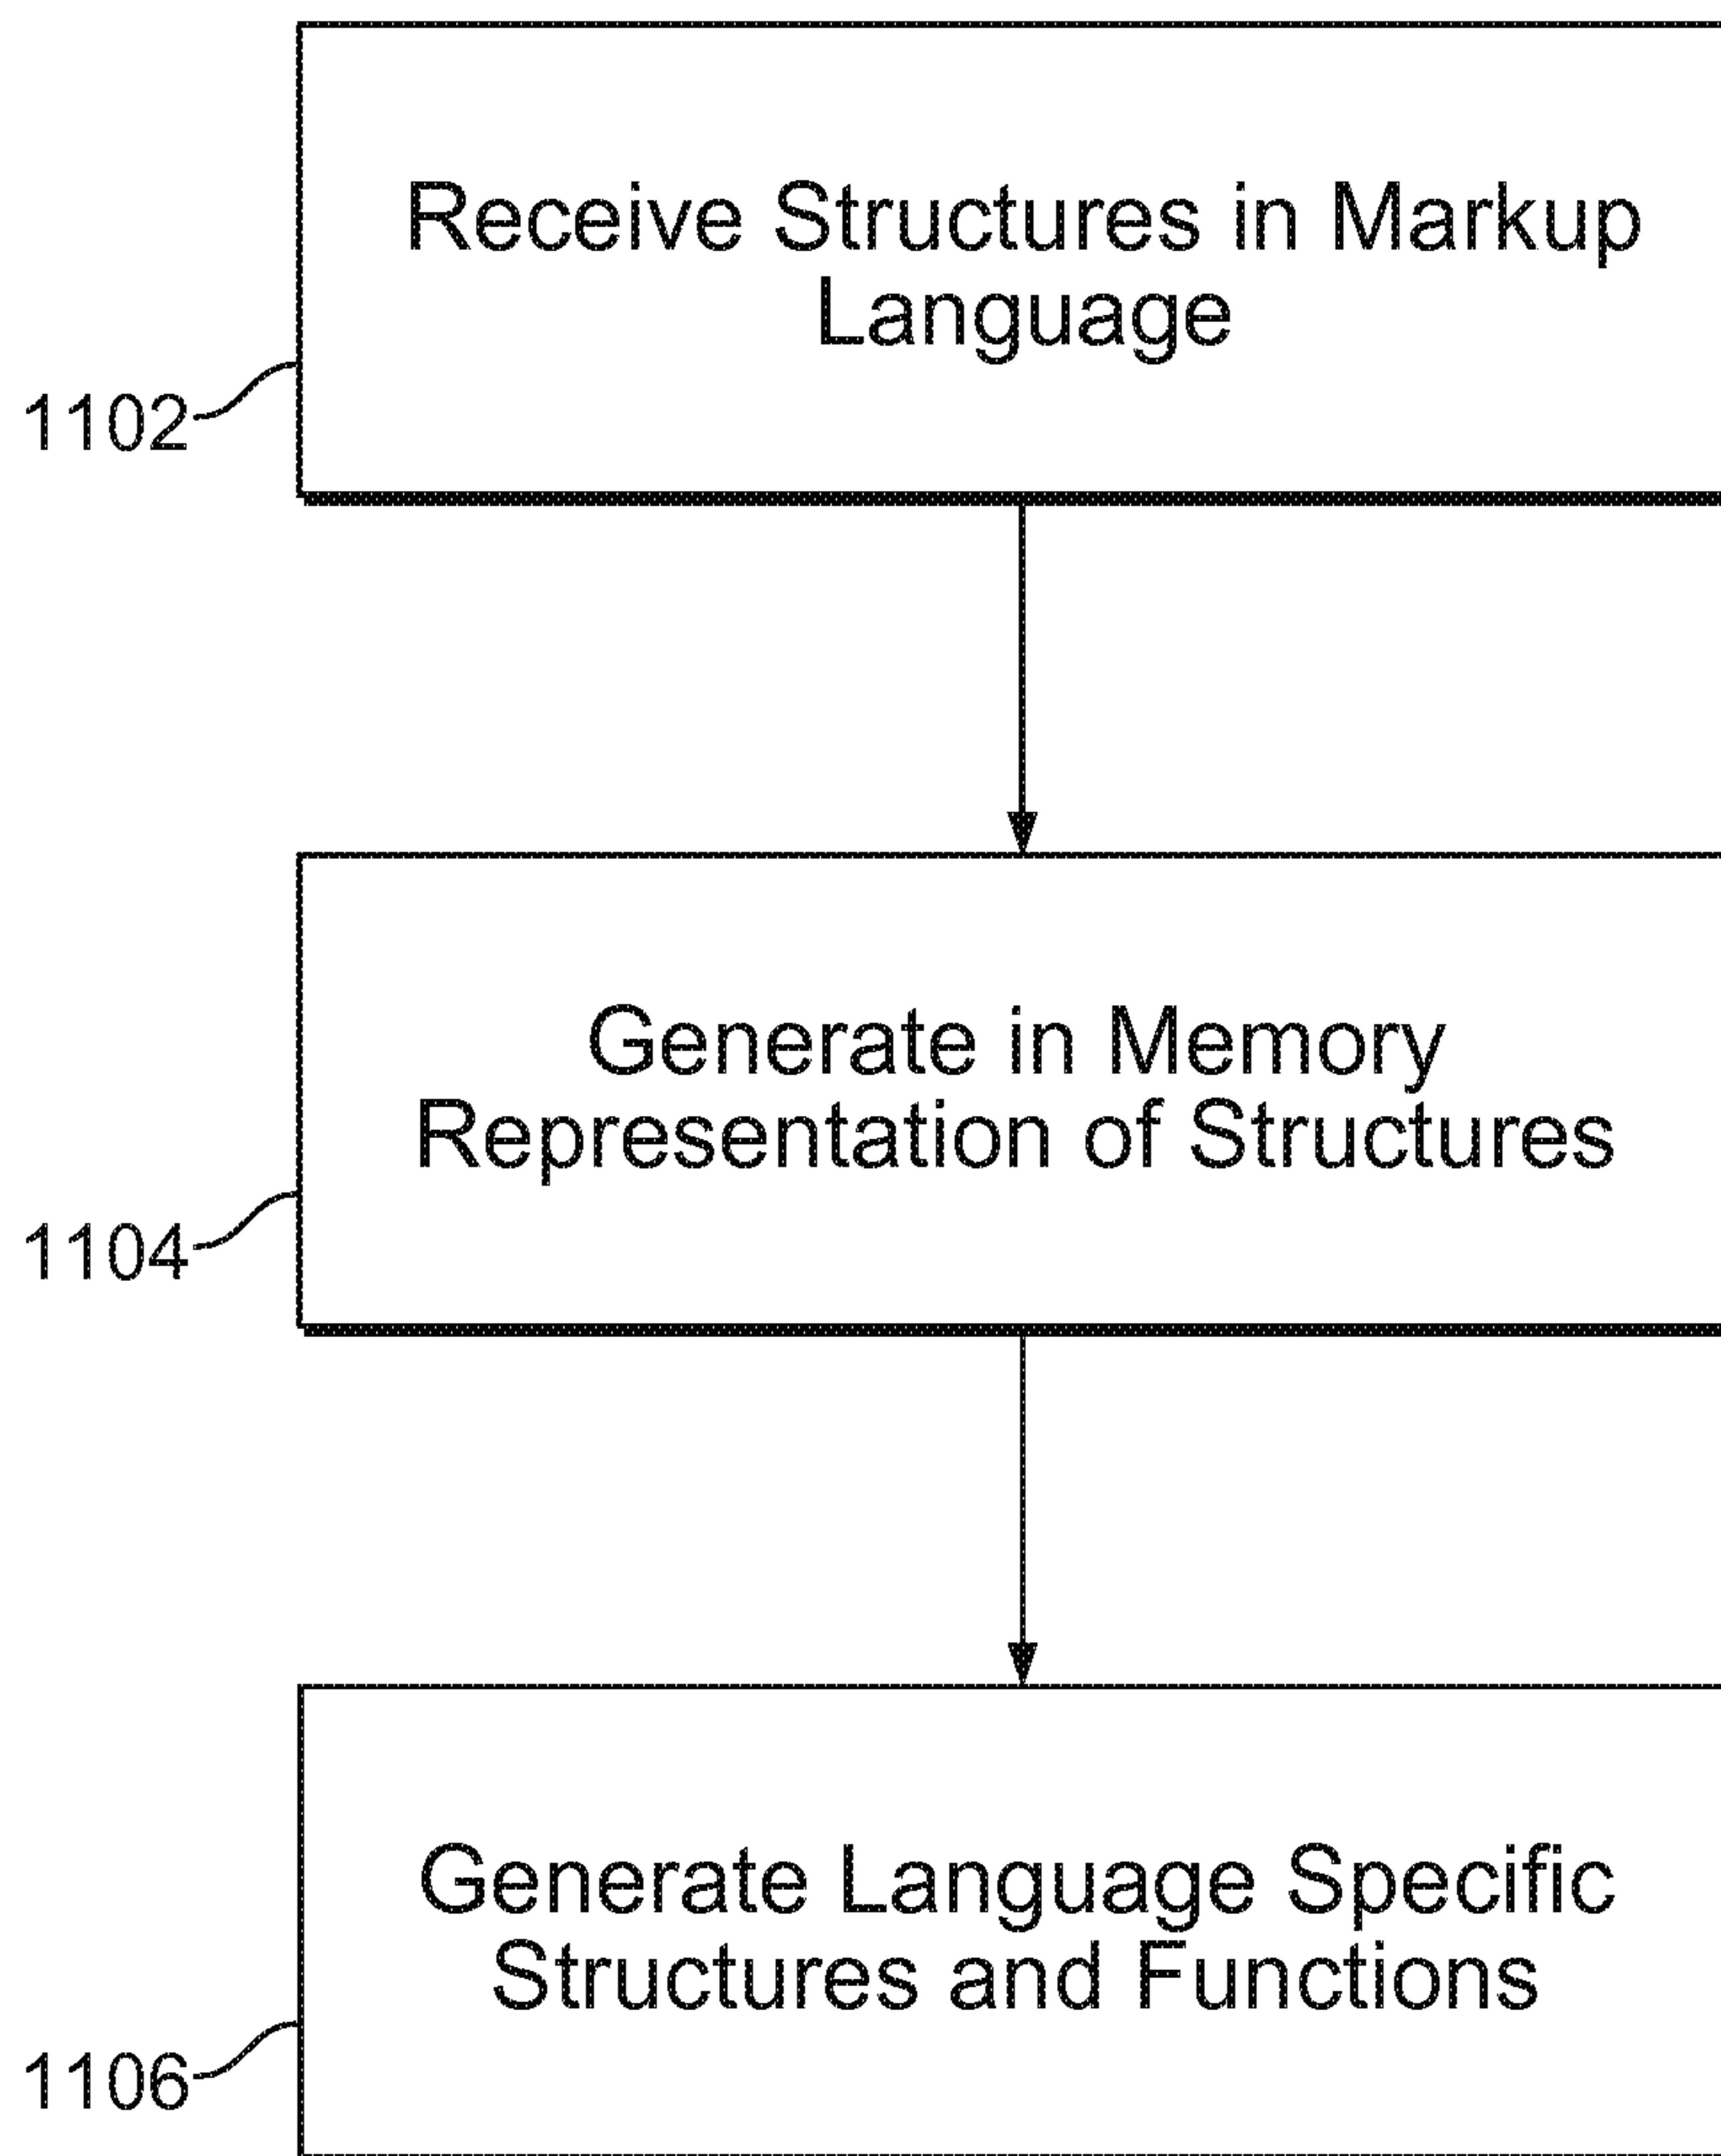 Receive Structures in Markup
Language
1102
Generate in Memory
Representation of Structures
1104
Generate Language Specific
Structures and Functions
1106